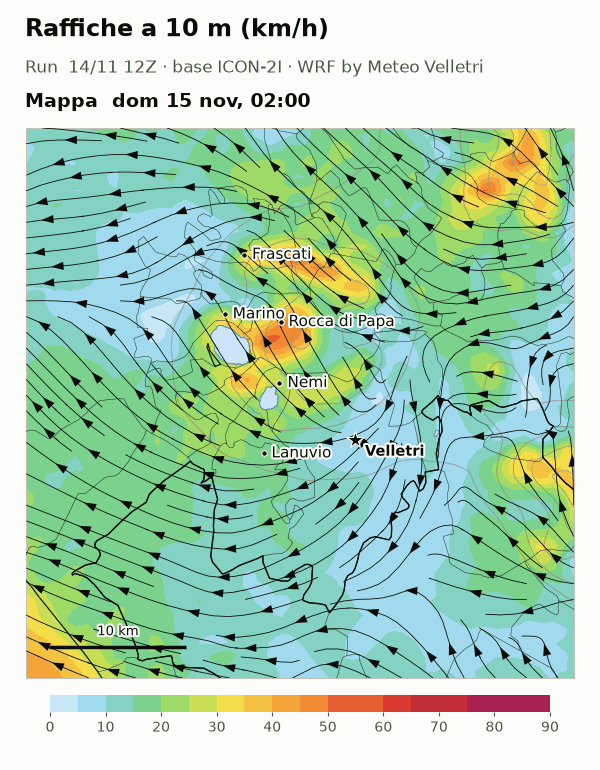 Raffiche a 10 m (km/h)
Run  14/11 12Z · base ICON-2I · WRF by Meteo Velletri
Mappa  dom 15 nov, 02:00
Frascati
Marino
Rocca di Papa
Nemi
Velletri
Lanuvio
10 km
0 10 20 30 40 50 60 70 80 90